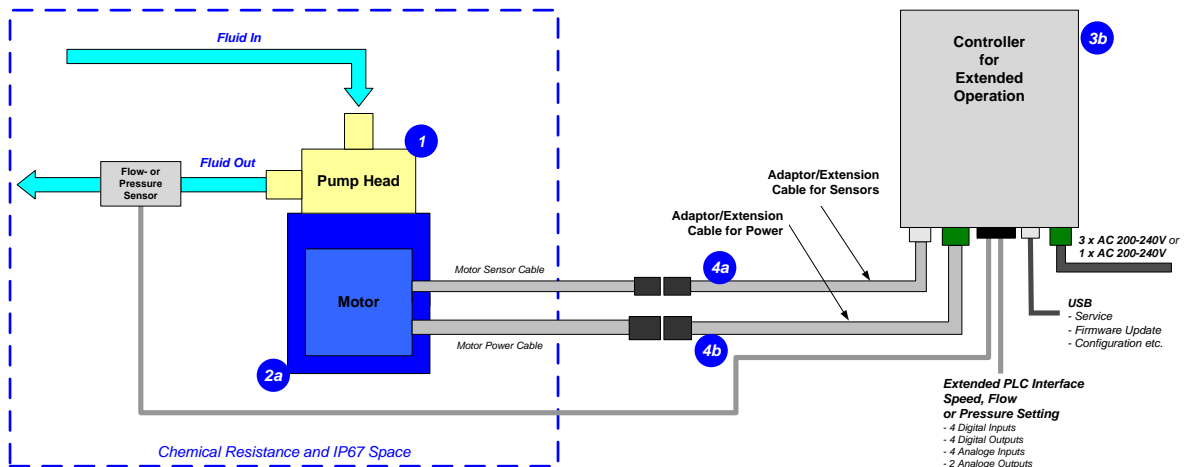 Fluid In
Controller
for
Extended
Operation
3b
1
Fluid Out
Flow- or
Pressure
Sensor
Pump Head
Adaptor/Extension
Cable for Sensors
Adaptor/Extension
Cable for Power
3 x AC 200-240V or
1 x AC 200-240V
Motor Sensor Cable
4a
Motor
Motor Power Cable
4b
2a
USB
- Service
- Firmware Update
- Configuration etc.
Extended PLC Interface
Speed, Flow
or Pressure Setting
- 4 Digital Inputs
- 4 Digital Outputs
- 4 Analoge Inputs
- 2 Analoge Outputs
Chemical Resistance and IP67 Space